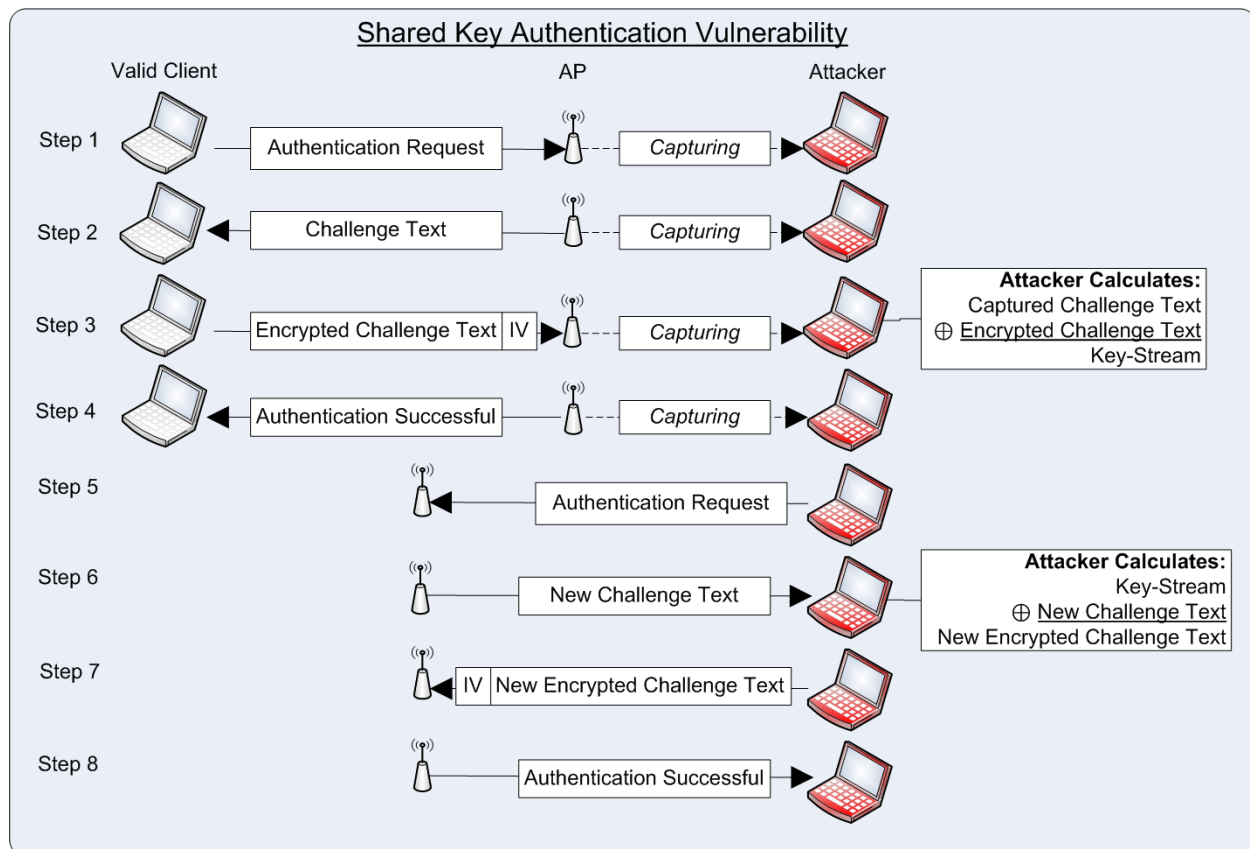 Shared Key Authentication Vulnerability
Valid Client
AP
Attacker
Step 1
Authentication Request
Capturing
Step 2
Challenge Text
Capturing
Step 3
Encrypted Challenge Text
IV
Capturing
Attacker Calculates:
Captured Challenge Text
⊕ Encrypted Challenge Text
Key-Stream
Step 4
Authentication Successful
Capturing
Step 5
Authentication Request
Step 6
New Challenge Text
Attacker Calculates:
Key-Stream
⊕ New Challenge Text
New Encrypted Challenge Text
Step 7
IV
New Encrypted Challenge Text
Step 8
Authentication Successful